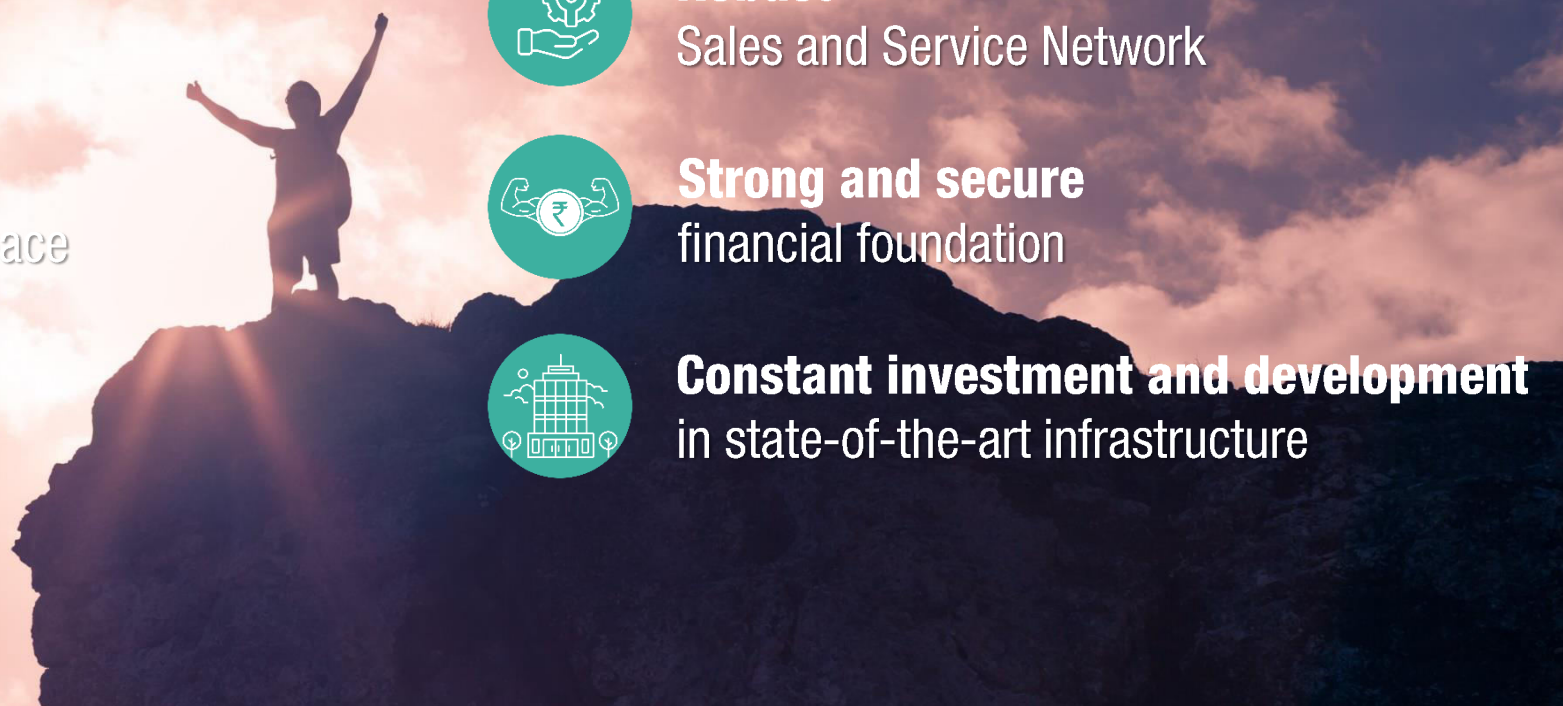 Sales and Service Network
Strong and secure
financial foundation
₹
Constant investment and development
in state-of-the-art infrastructure